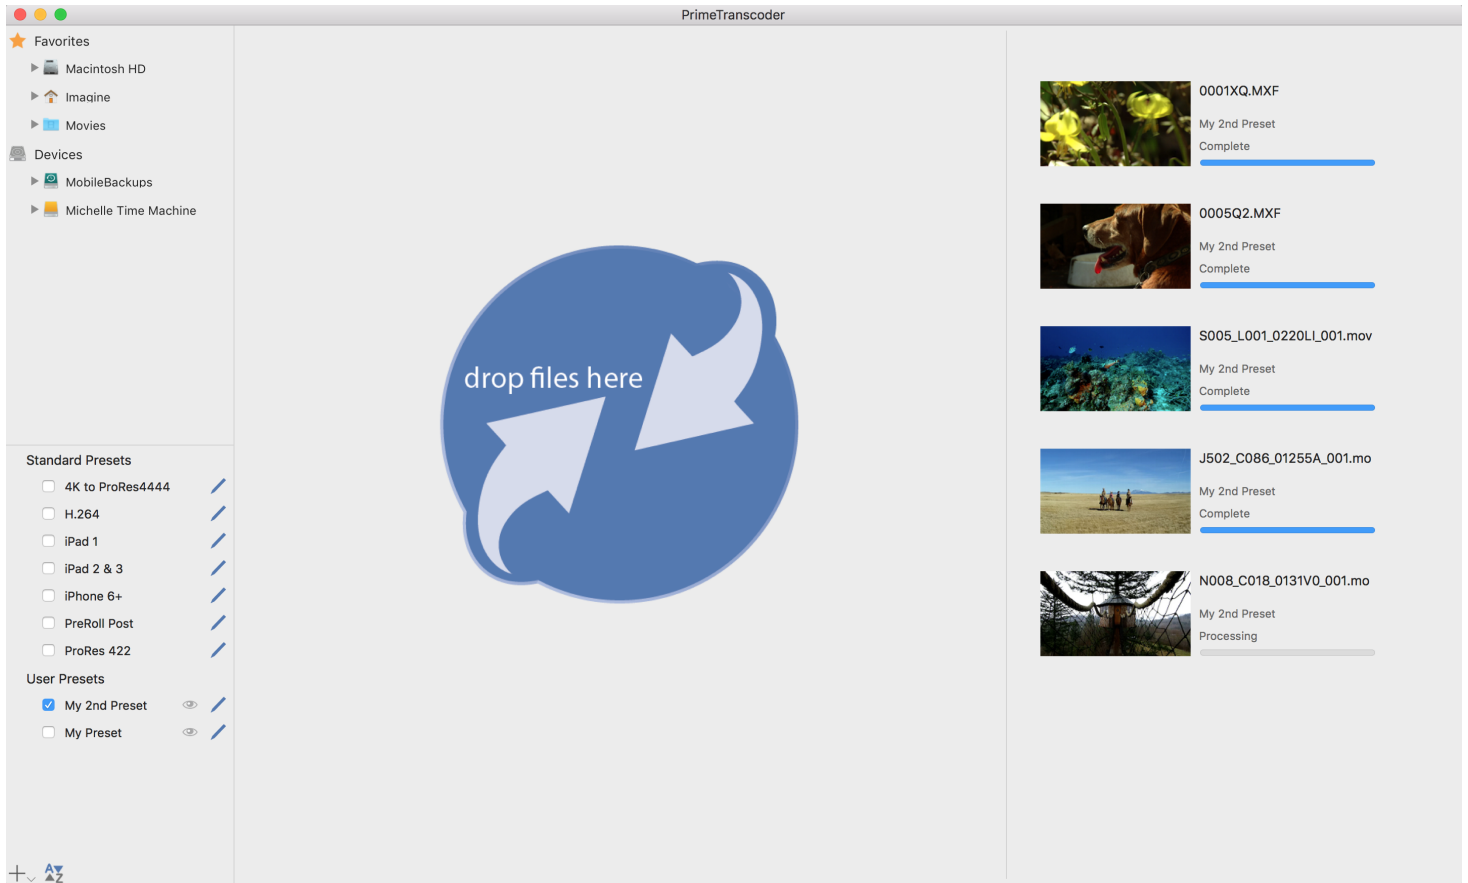 PrimeTranscoder
Favorites
Macintosh HD
Imagine
Movies
Devices
MobileBackups
Michelle Time Machine
Standard Presets
4K to ProRes4444
H.264
iPad 1
iPad 2 & 3
iPhone 6+
PreRoll Post
ProRes 422
User Presets
My 2nd Preset
My Preset
A
Z
drop files here
0001XQ.MXF
My 2nd Preset
Complete
0005Q2.MXF
My 2nd Preset
Complete
S005_L001_0220LI_001.mov
My 2nd Preset
Complete
J502_C086_01255A_001.mo
My 2nd Preset
Complete
N008_C018_0131V0_001.mo
My 2nd Preset
Processing